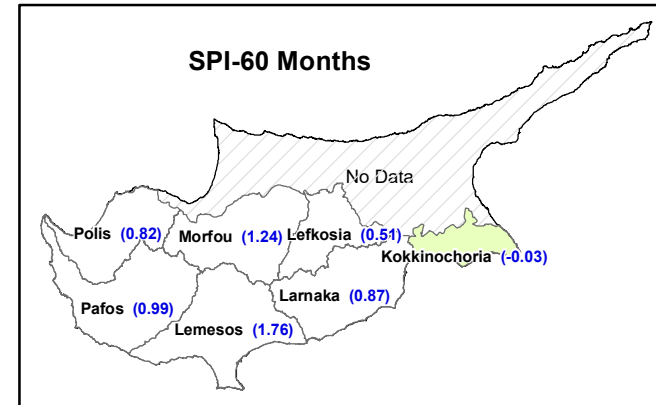 SPI-60 Months
No Data
Polis (0.82)
Morfou (1.24)
Lefkosia (0.51)
Kokkinochoria (-0.03)
Pafos (0.99)
Larnaka (0.87)
Lemesos (1.76)